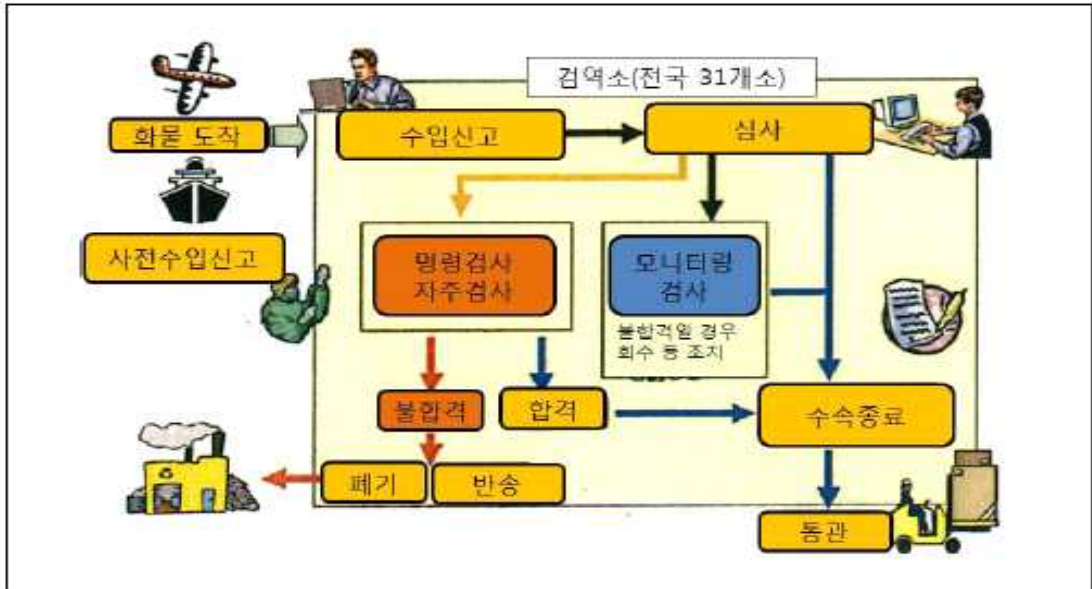 검역소(전국 31개소)
화물 도착
수입신고
심사
사전수입신고
명령검사
자주검사
모니터링
검사
불합격일 경우
회수 등 조치
불합격
합격
수속종료
폐기
반송
통관